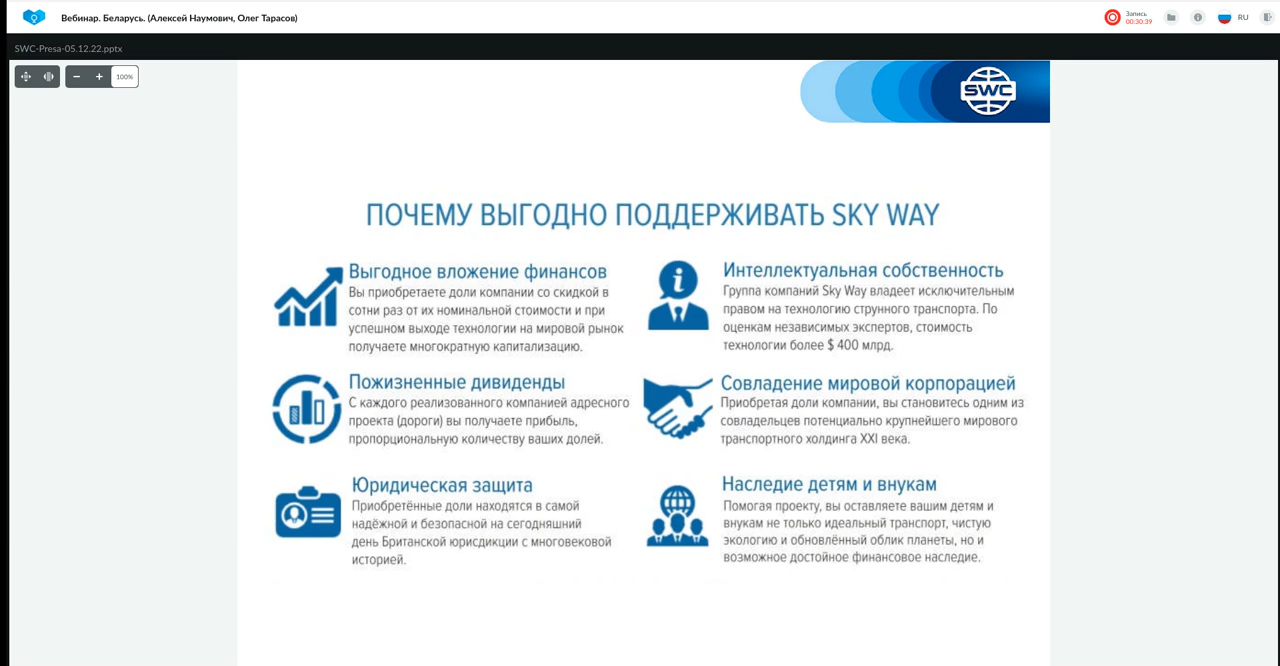 Вебинар. Беларусь. (Алексей Наумович, Олег Тарасов)
Запись
00:30:39
RU
SWC-Presa-05.12.22.pptx
100%
SWC
ПОЧЕМУ ВЫГОДНО ПОДДЕРЖИВАТЬ SKY WAY
Выгодное вложение финансов
Вы приобретаете доли компании со скидкой в
сотни раз от их номинальной стоимости и при
успешном выходе технологии на мировой рынок
получаете многократную капитализацию.
Интеллектуальная собственность
Группа компаний Sky Way владеет исключительным
правом на технологию струнного транспорта. По
оценкам независимых экспертов, стоимость
технологии более $ 400 млрд.
Пожизненные дивиденды
С каждого реализованного компанией адресного
проекта (дороги) вы получаете прибыль,
пропорциональную количеству ваших долей.
Совладение мировой корпорацией
Приобретая доли компании, вы становитесь одним из
совладельцев потенциально крупнейшего мирового
транспортного холдинга XXI века.
Юридическая защита
Приобретённые доли находятся в самой
надёжной и безопасной на сегодняшний
день Британской юрисдикции с многовековой
историей.
Наследие детям и внукам
Помогая проекту, вы оставляете вашим детям и
внукам не только идеальный транспорт, чистую
экологию и обновлённый облик планеты, но и
возможное достойное финансовое наследие.